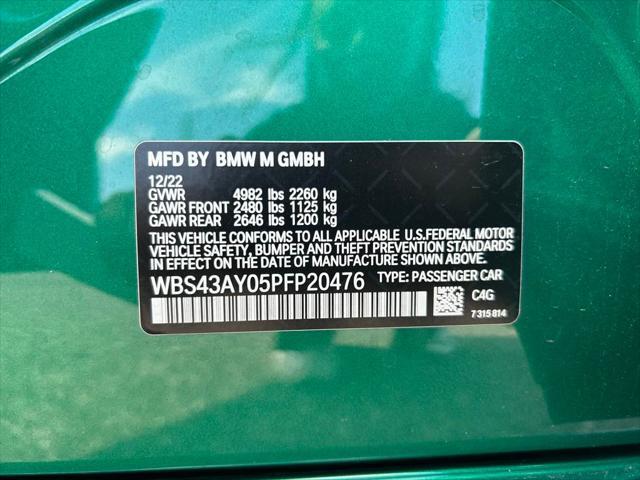 MFD BY BMW M GMBH
12/22
GVWR 4982 lbs 2260 kg
GAWR FRONT 2480 lbs 1125 kg
GAWR REAR 2646 lbs 1200 kg
THIS VEHICLE CONFORMS TO ALL APPLICABLE U.S.FEDERAL MOTOR
VEHICLE SAFETY, BUMPER AND THEFT PREVENTION STANDARDS
IN EFFECT ON THE DATE OF MANUFACTURE SHOWN ABOVE.
WBS43AY05PFP20476 TYPE: PASSENGER CAR
C4G
7 315 814